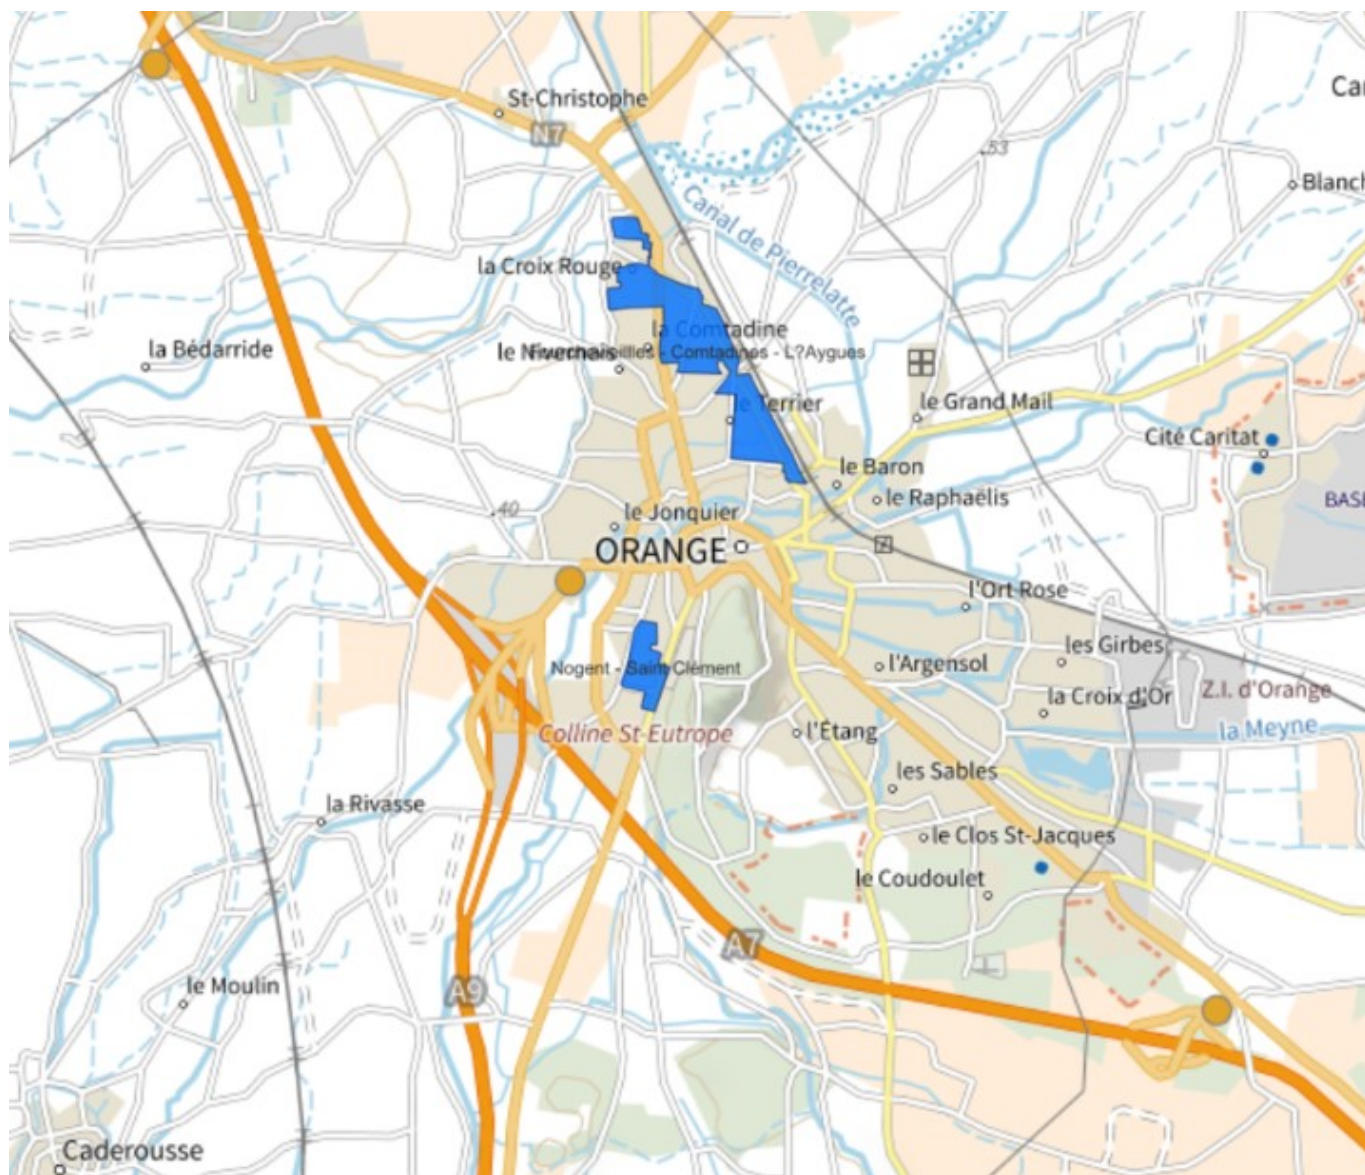 St-Christophe
N7
Ca
53
Blanch
Canal de Pierrelatte
la Croix Rouge
la Comtadine
la Bédarride
le Nivernais
- Comtadines - L?Aygues
le Terrier
le Grand Mail
Cité Caritat
le Baron
le Raphaëlis
BASE
40
le Jonquier
ORANGE
l'Ort Rose
les Girbes
l'Argensol
Nogent - Saint Clément
Z.I. d'Orange
la Croix d'Or
la Meyne
l'Étang
Colline St-Eutrope
les Sables
la Rivasse
le Clos St-Jacques
le Coudoulet
A7
le Moulin
A9
Caderousse